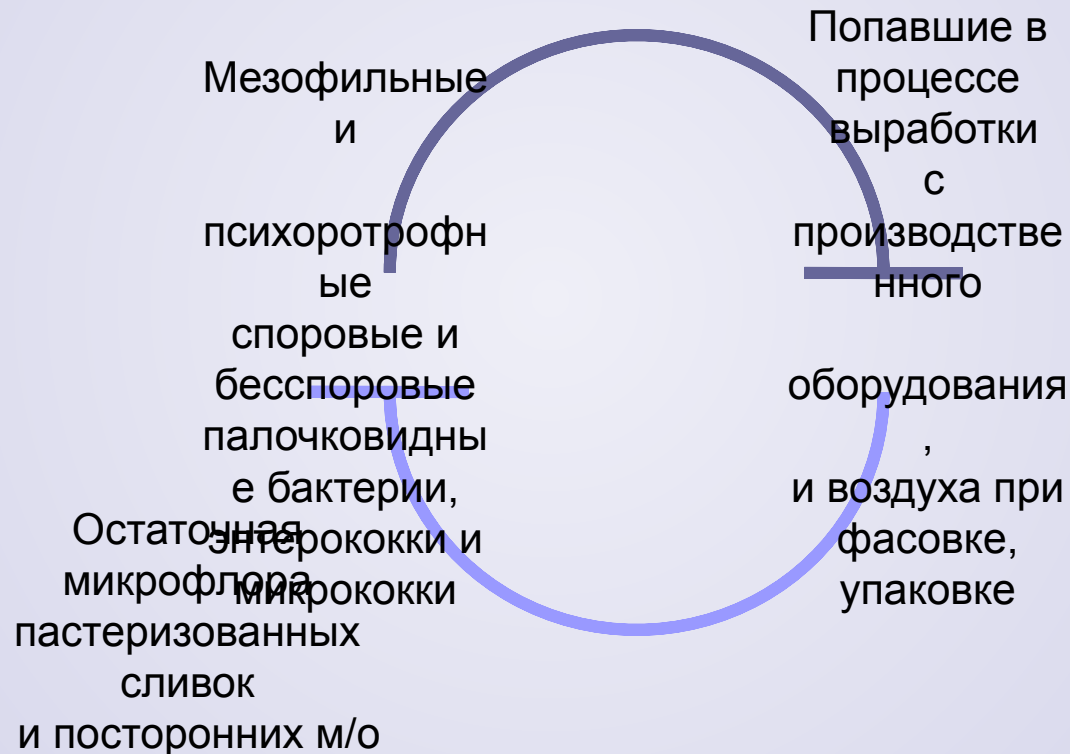 Мезофильные
и
психоротрофн
ые
споровые и
бесспоровые
палочковидны
е бактерии,
энтерококки и
микрококки
Попавшие в
процессе
выработки
с
производстве
нного
оборудования
,
и воздуха при
фасовке,
упаковке
Остаточная
микрофлора
пастеризованных
сливок
и посторонних м/о